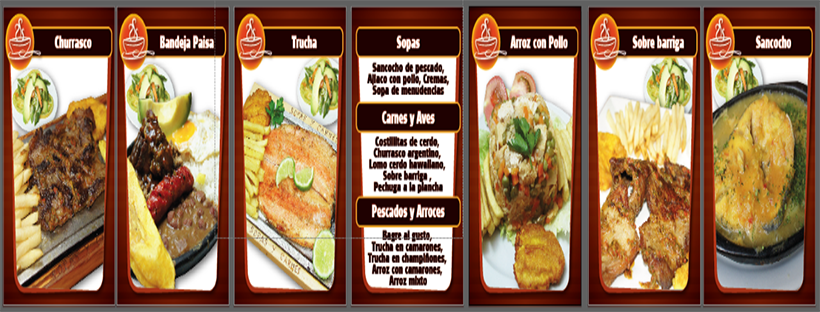 Churrasco
Bandeja Paisa
Trucha
Sopas
Sancocho de pescado,
Ajiaco con pollo, Cremas,
Sopa de menudencias
Carnes y Aves
Costillitas de cerdo,
Churrasco argentino,
Lomo cerdo hawaiiano,
Sobre barriga ,
Pechuga a la plancha
Pescados y Arroces
Bagre al gusto,
Trucha en camarones,
Trucha en champiñones,
Arroz con camarones,
Arroz mixto
Arroz con Pollo
Sobre barriga
Sancocho